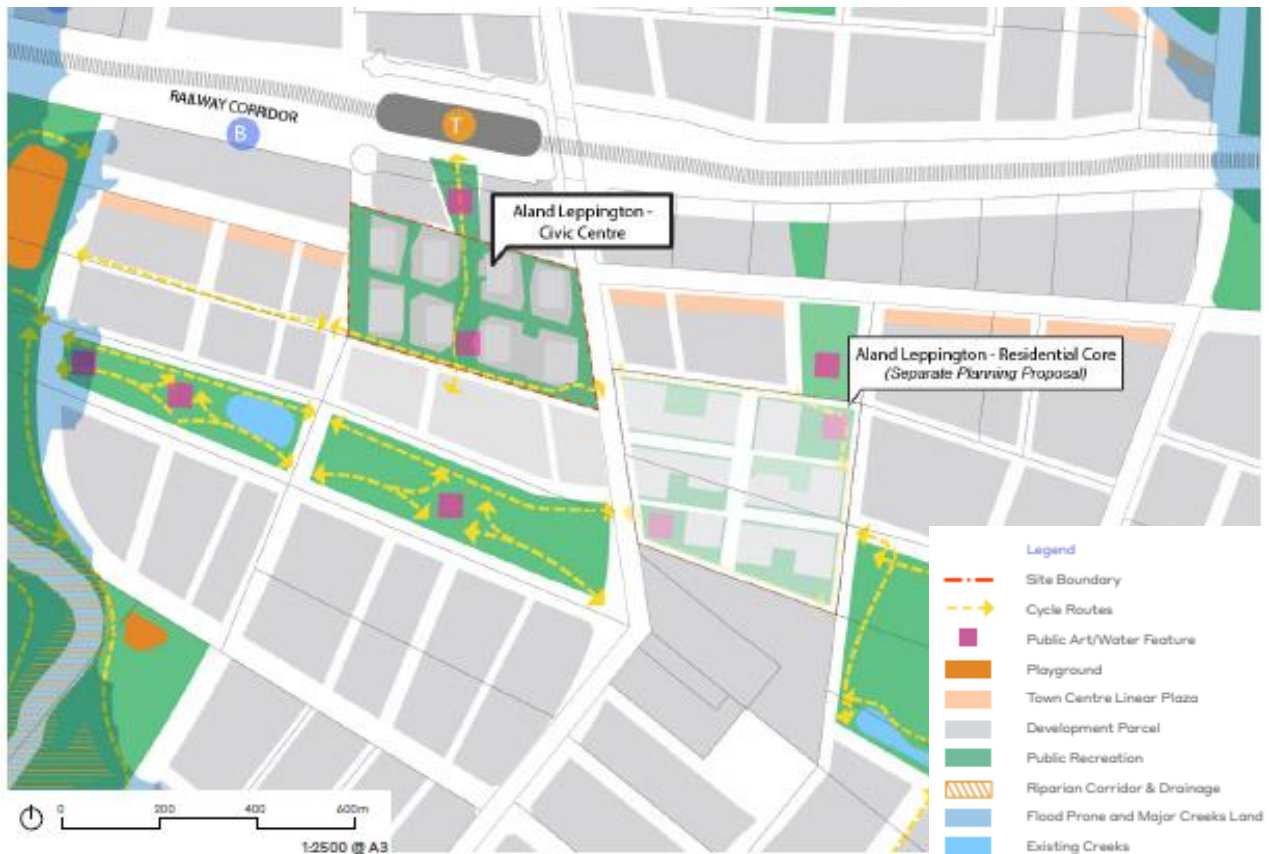 RAILWAY CORRIDOR
B
T
Aland Leppington -
Civic Centre
Aland Leppington - Residential Core
(Separate Planning Proposal)
Legend
Site Boundary
Cycle Routes
Public Art/Water Feature
Playground
Town Centre Linear Plaza
Development Parcel
Public Recreation
Riparian Corridor & Drainage
Flood Prone and Major Creeks Land
Existing Creeks
0 200 400 600m
1:2500 @ A3